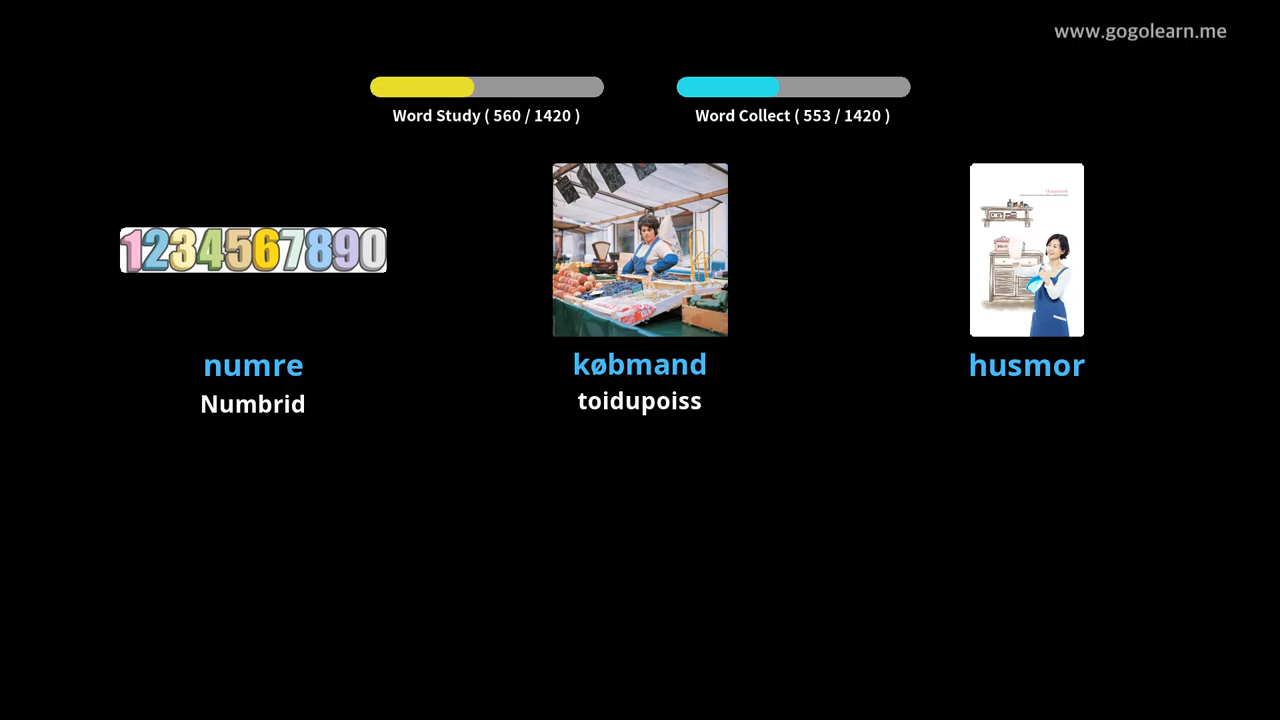 www.gogolearn.me
Word Study ( 560 / 1420 )
Word Collect ( 553 / 1420 )
1234567890
numre
Numbrid
købmand
toidupoiss
husmor